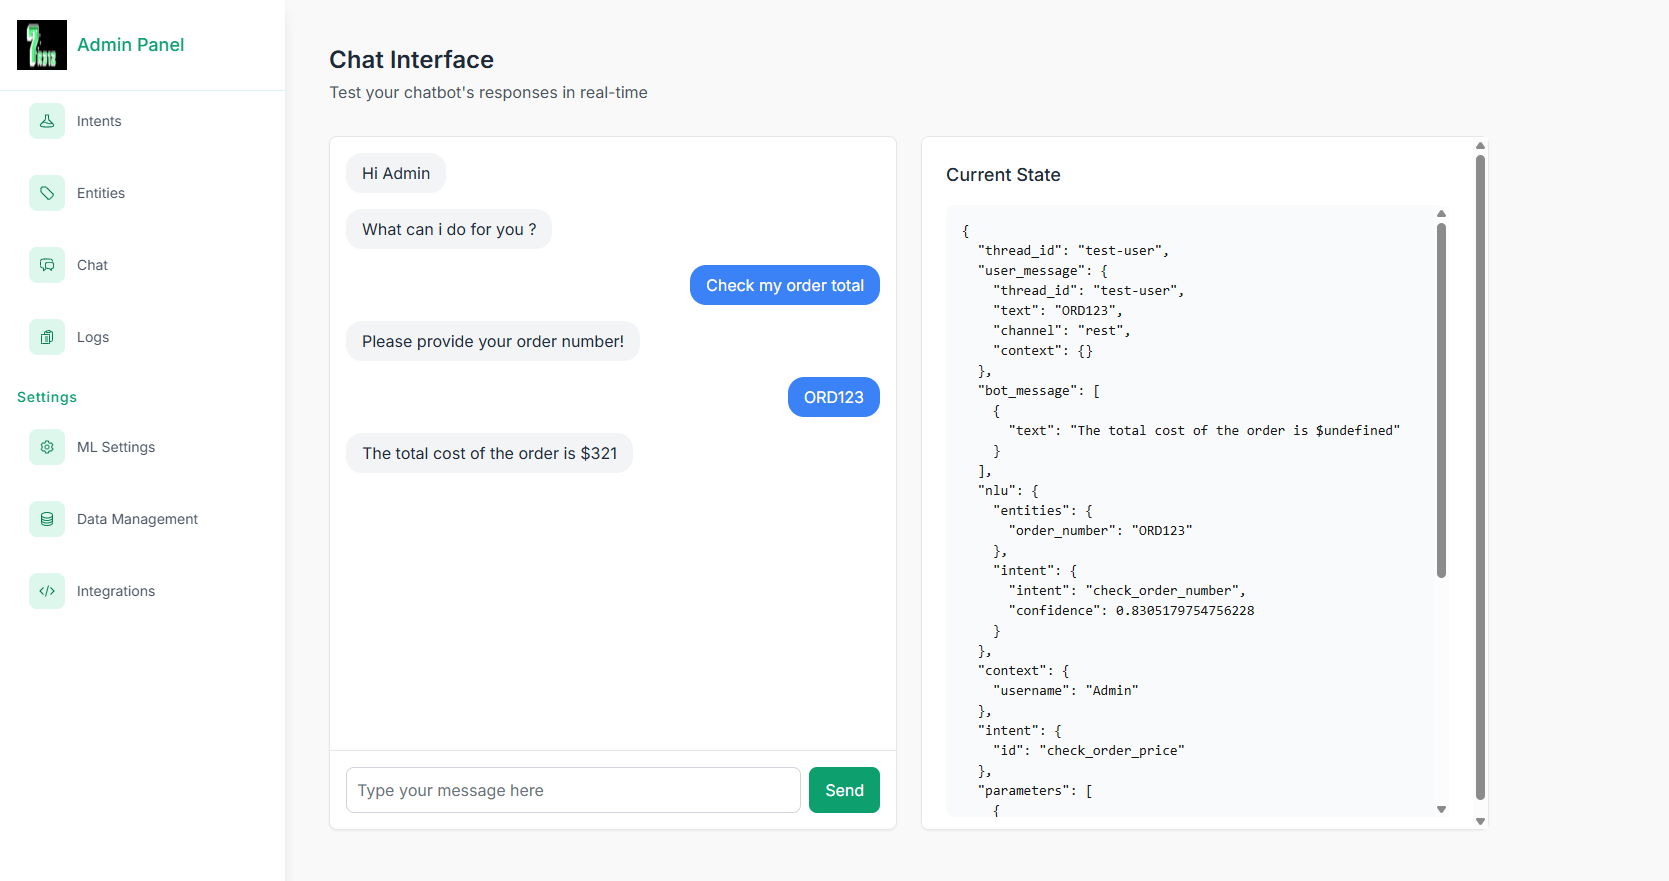 Admin Panel
Intents
Entities
Chat
Logs
Settings
ML Settings
Data Management
Integrations
Chat Interface
Test your chatbot's responses in real-time
Hi Admin
What can i do for you ?
Check my order total
Please provide your order number!
ORD123
The total cost of the order is $321
Type your message here
Send
Current State
{
"thread_id": "test-user",
"user_message": {
"thread_id": "test-user",
"text": "ORD123",
"channel": "rest",
"context": {}
},
"bot_message": [
{
"text": "The total cost of the order is $undefined"
}
],
"nlu": {
"entities": {
"order_number": "ORD123"
},
"intent": {
"intent": "check_order_number",
"confidence": 0.8305179754756228
}
},
"context": {
"username": "Admin"
},
"intent": {
"id": "check_order_price"
},
"parameters": [
{